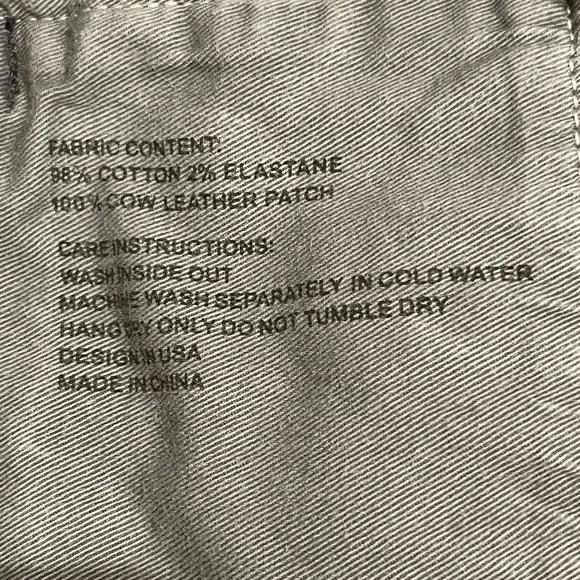 FABRIC CONTENT:
98% COTTON 2% ELASTANE
100% COW LEATHER PATCH
CARE INSTRUCTIONS:
WASH INSIDE OUT
MACHINE WASH SEPARATELY IN COLD WATER
HANG DRY ONLY DO NOT TUMBLE DRY
DESIGN IN USA
MADE IN CHINA